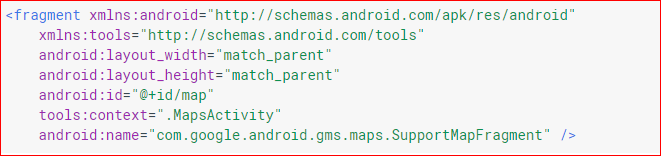 <fragment xmlns:android="http://schemas.android.com/apk/res/android"
    xmlns:tools="http://schemas.android.com/tools"
    android:layout_width="match_parent"
    android:layout_height="match_parent"
    android:id="@+id/map"
    tools:context=".MapsActivity"
    android:name="com.google.android.gms.maps.SupportMapFragment" />